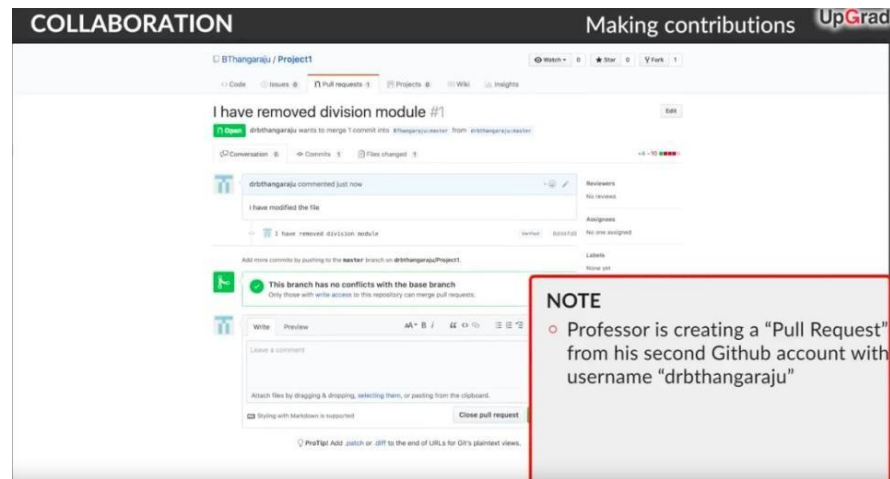 COLLABORATION
Making contributions
UpGrad
BThangaraju / Project1
Watch 0 Star 0 Fork 1
Code Issues 0 Pull requests 1 Projects 0 Wiki Insights
I have removed division module #1
Edit
Open drbthangaraju wants to merge 1 commit into BThangaraju:master from drbthangaraju:master
Conversation 0 Commits 1 Files changed 1
+4 −10
drbthangaraju commented just now
I have modified the file
I have removed division module
Verified
Reviewers
No reviews
Assignees
No one assigned
Labels
None yet
Add more commits by pushing to the master branch on drbthangaraju/Project1.
This branch has no conflicts with the base branch
Only those with write access to this repository can merge pull requests.
Write Preview
AA B i
Leave a comment
Attach files by dragging & dropping, selecting them, or pasting from the clipboard.
Styling with Markdown is supported
Close pull request
ProTip! Add .patch or .diff to the end of URLs for Git's plaintext views.
NOTE
Professor is creating a “Pull Request”
from his second Github account with
username “drbthangaraju”